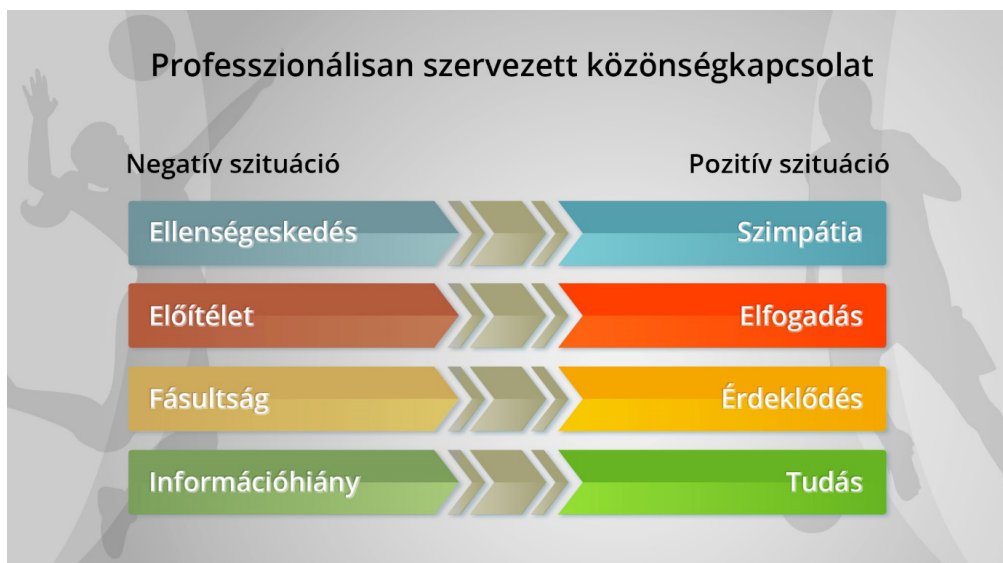 Professzionálisan szervezett közönségkapcsolat
Negatív szituáció
Pozitív szituáció
Ellenségeskedés
Szimpátia
Előítélet
Elfogadás
Fásultság
Érdeklődés
Információhiány
Tudás